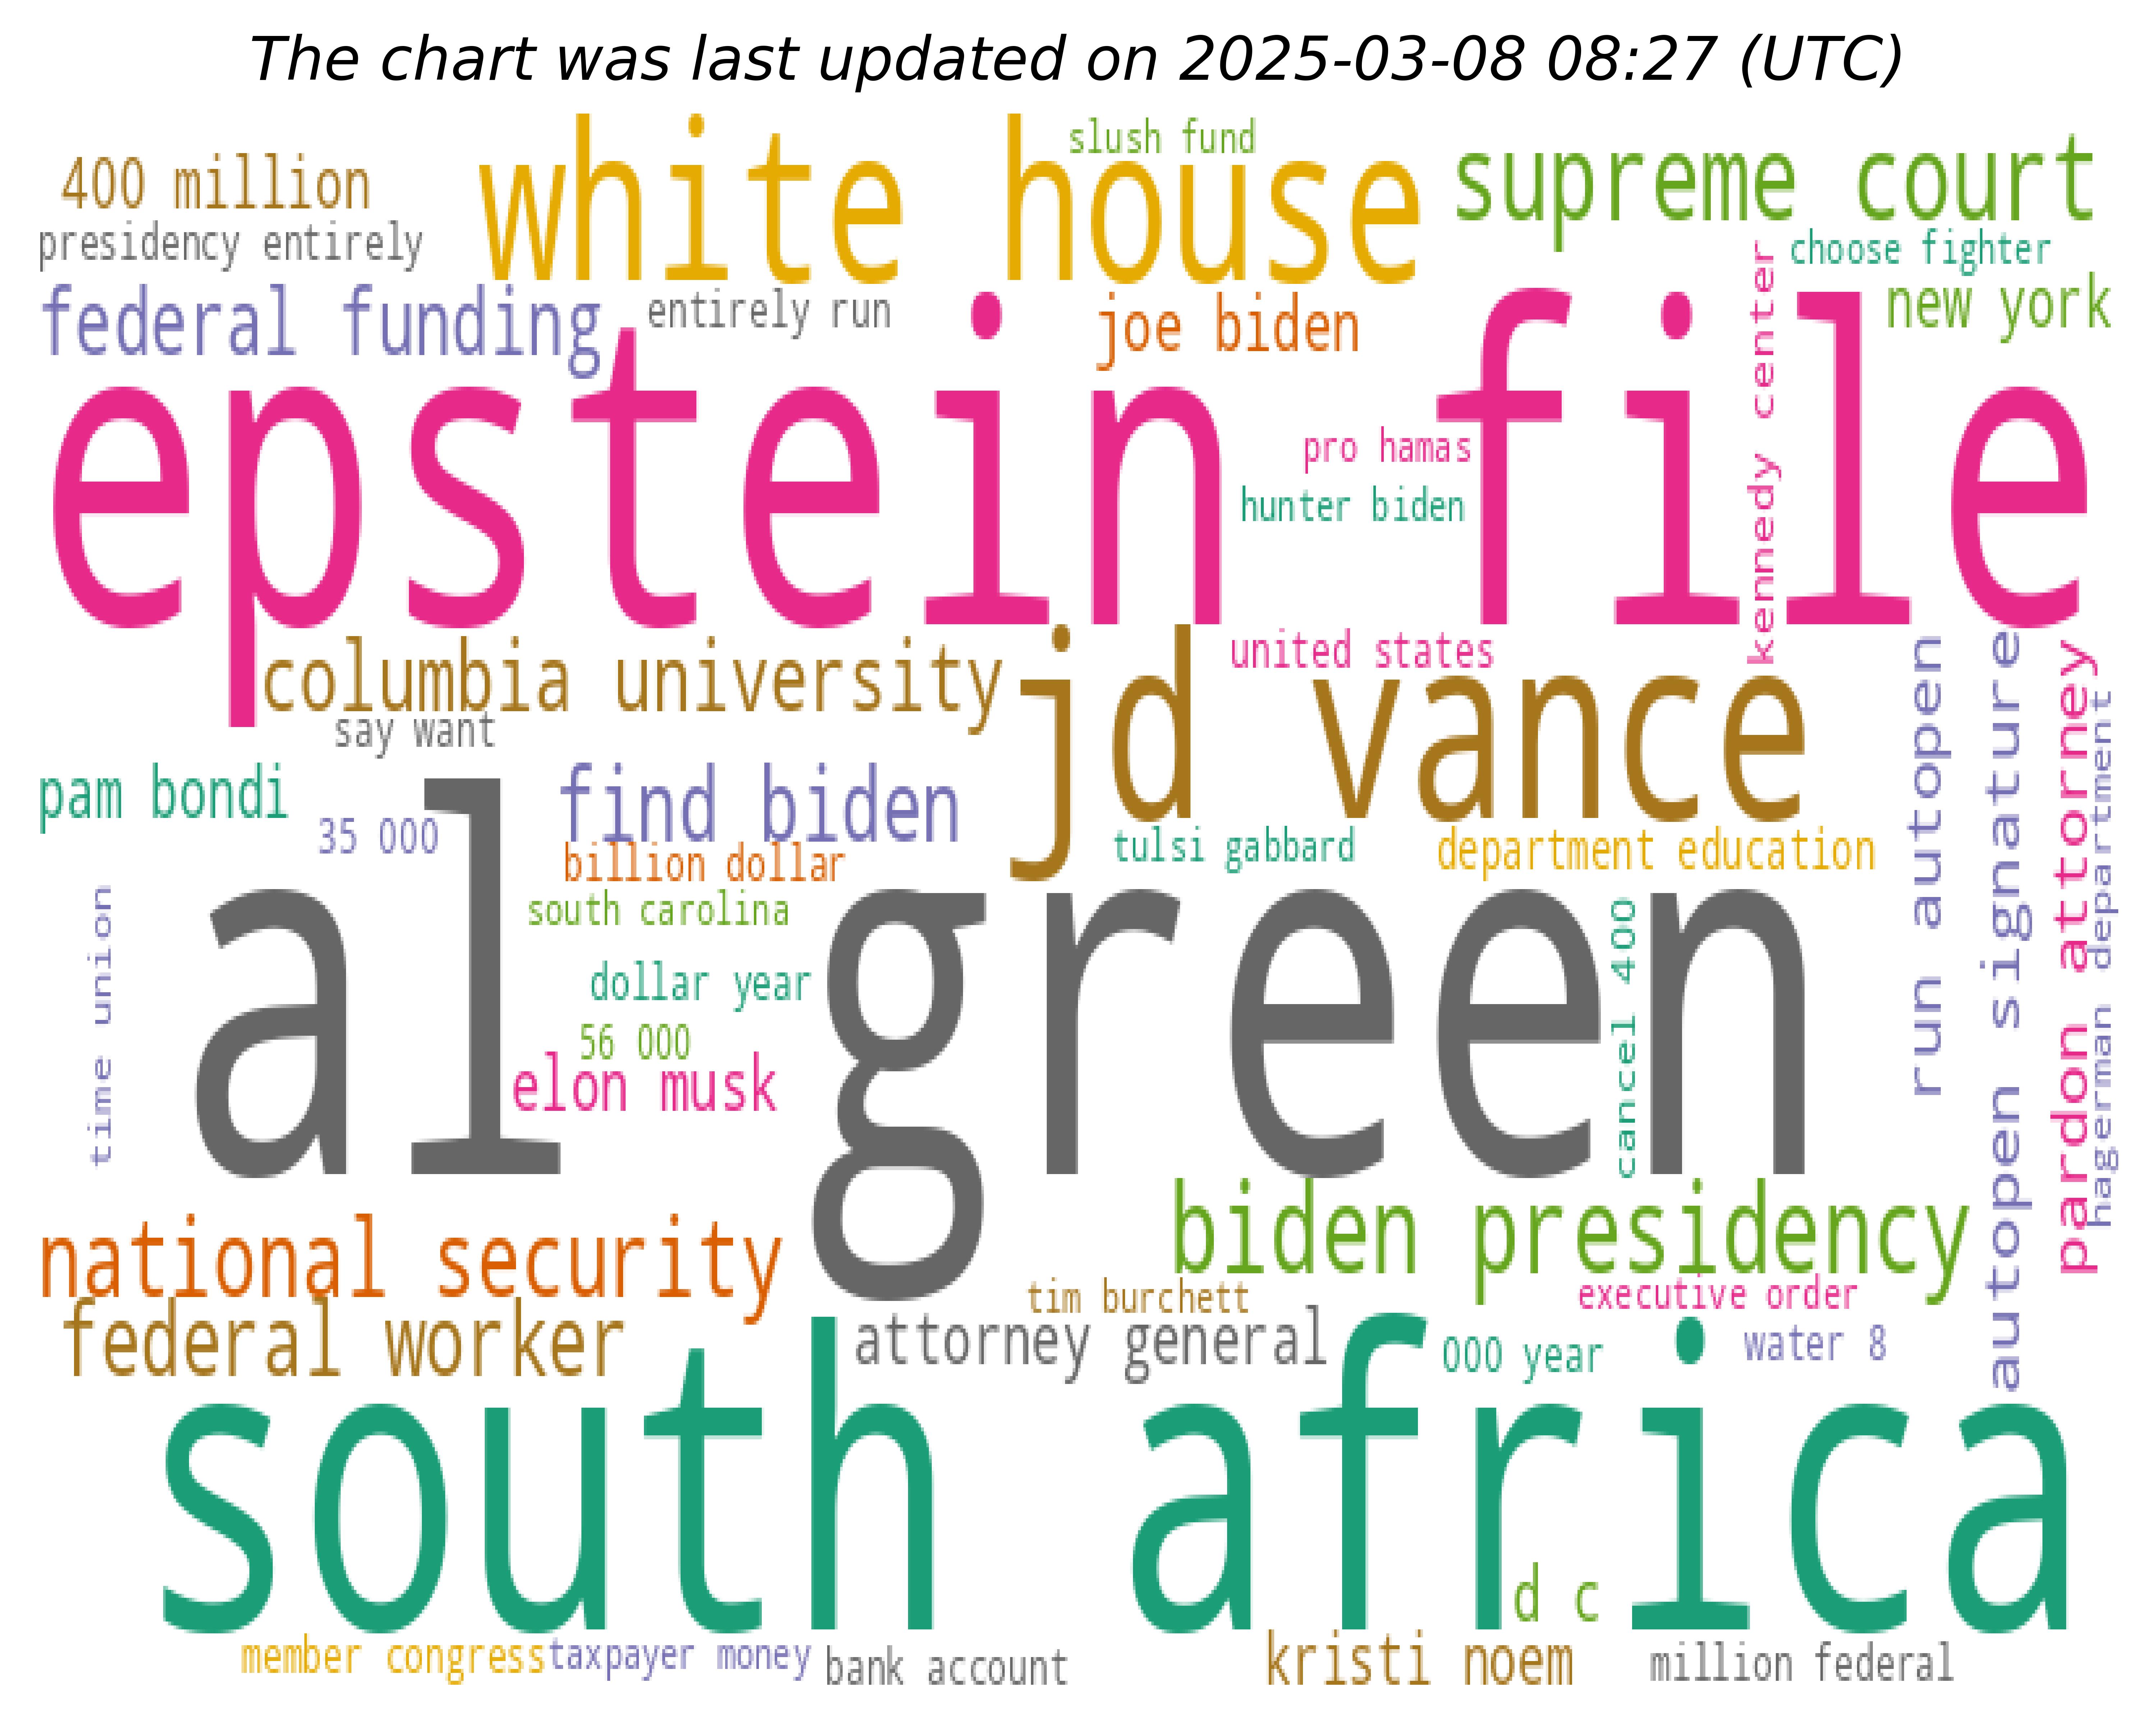 The chart was last updated on 2025-03-08 08:27 (UTC)
slush fund
white house
supreme court
400 million
presidency entirely
choose fighter
federal funding
entirely run
joe biden
new york
kennedy center
epstein file
pro hamas
hunter biden
columbia university
united states
say want
jd vance
run autopen
autopen signature
pardon attorney
hagerman department
pam bondi
find biden
35 000
billion dollar
tulsi gabbard
department education
south carolina
al green
time union
dollar year
cancel 400
56 000
elon musk
national security
biden presidency
tim burchett
executive order
federal worker
attorney general
000 year
water 8
south africa
d c
member congress
taxpayer money
bank account
kristi noem
million federal